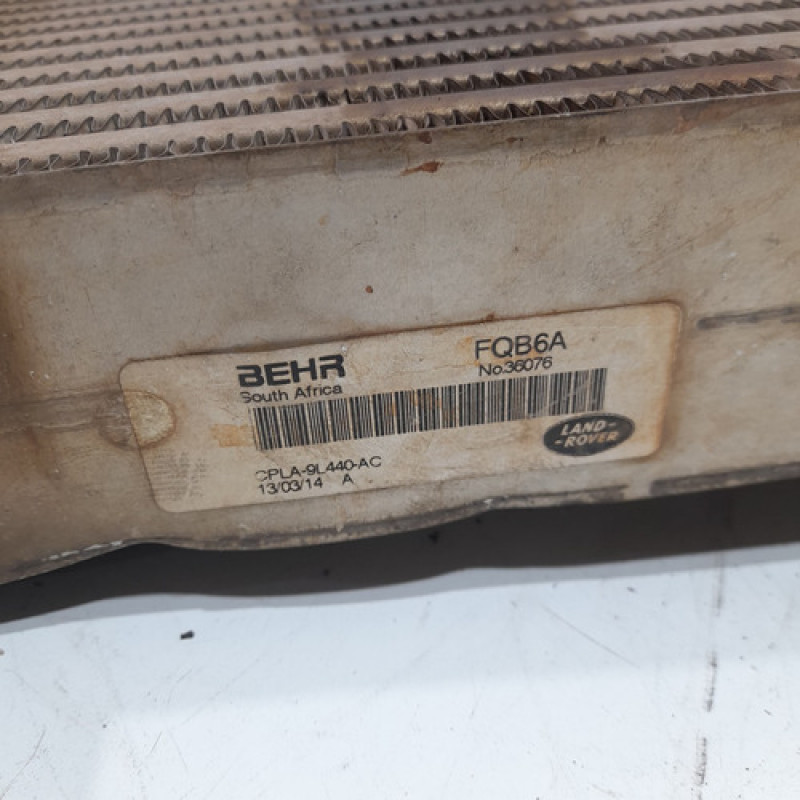 BEHR FQB6A
South Africa No.36076
LAND-
-ROVER
CPLA-9L440-AC
13/03/14 A